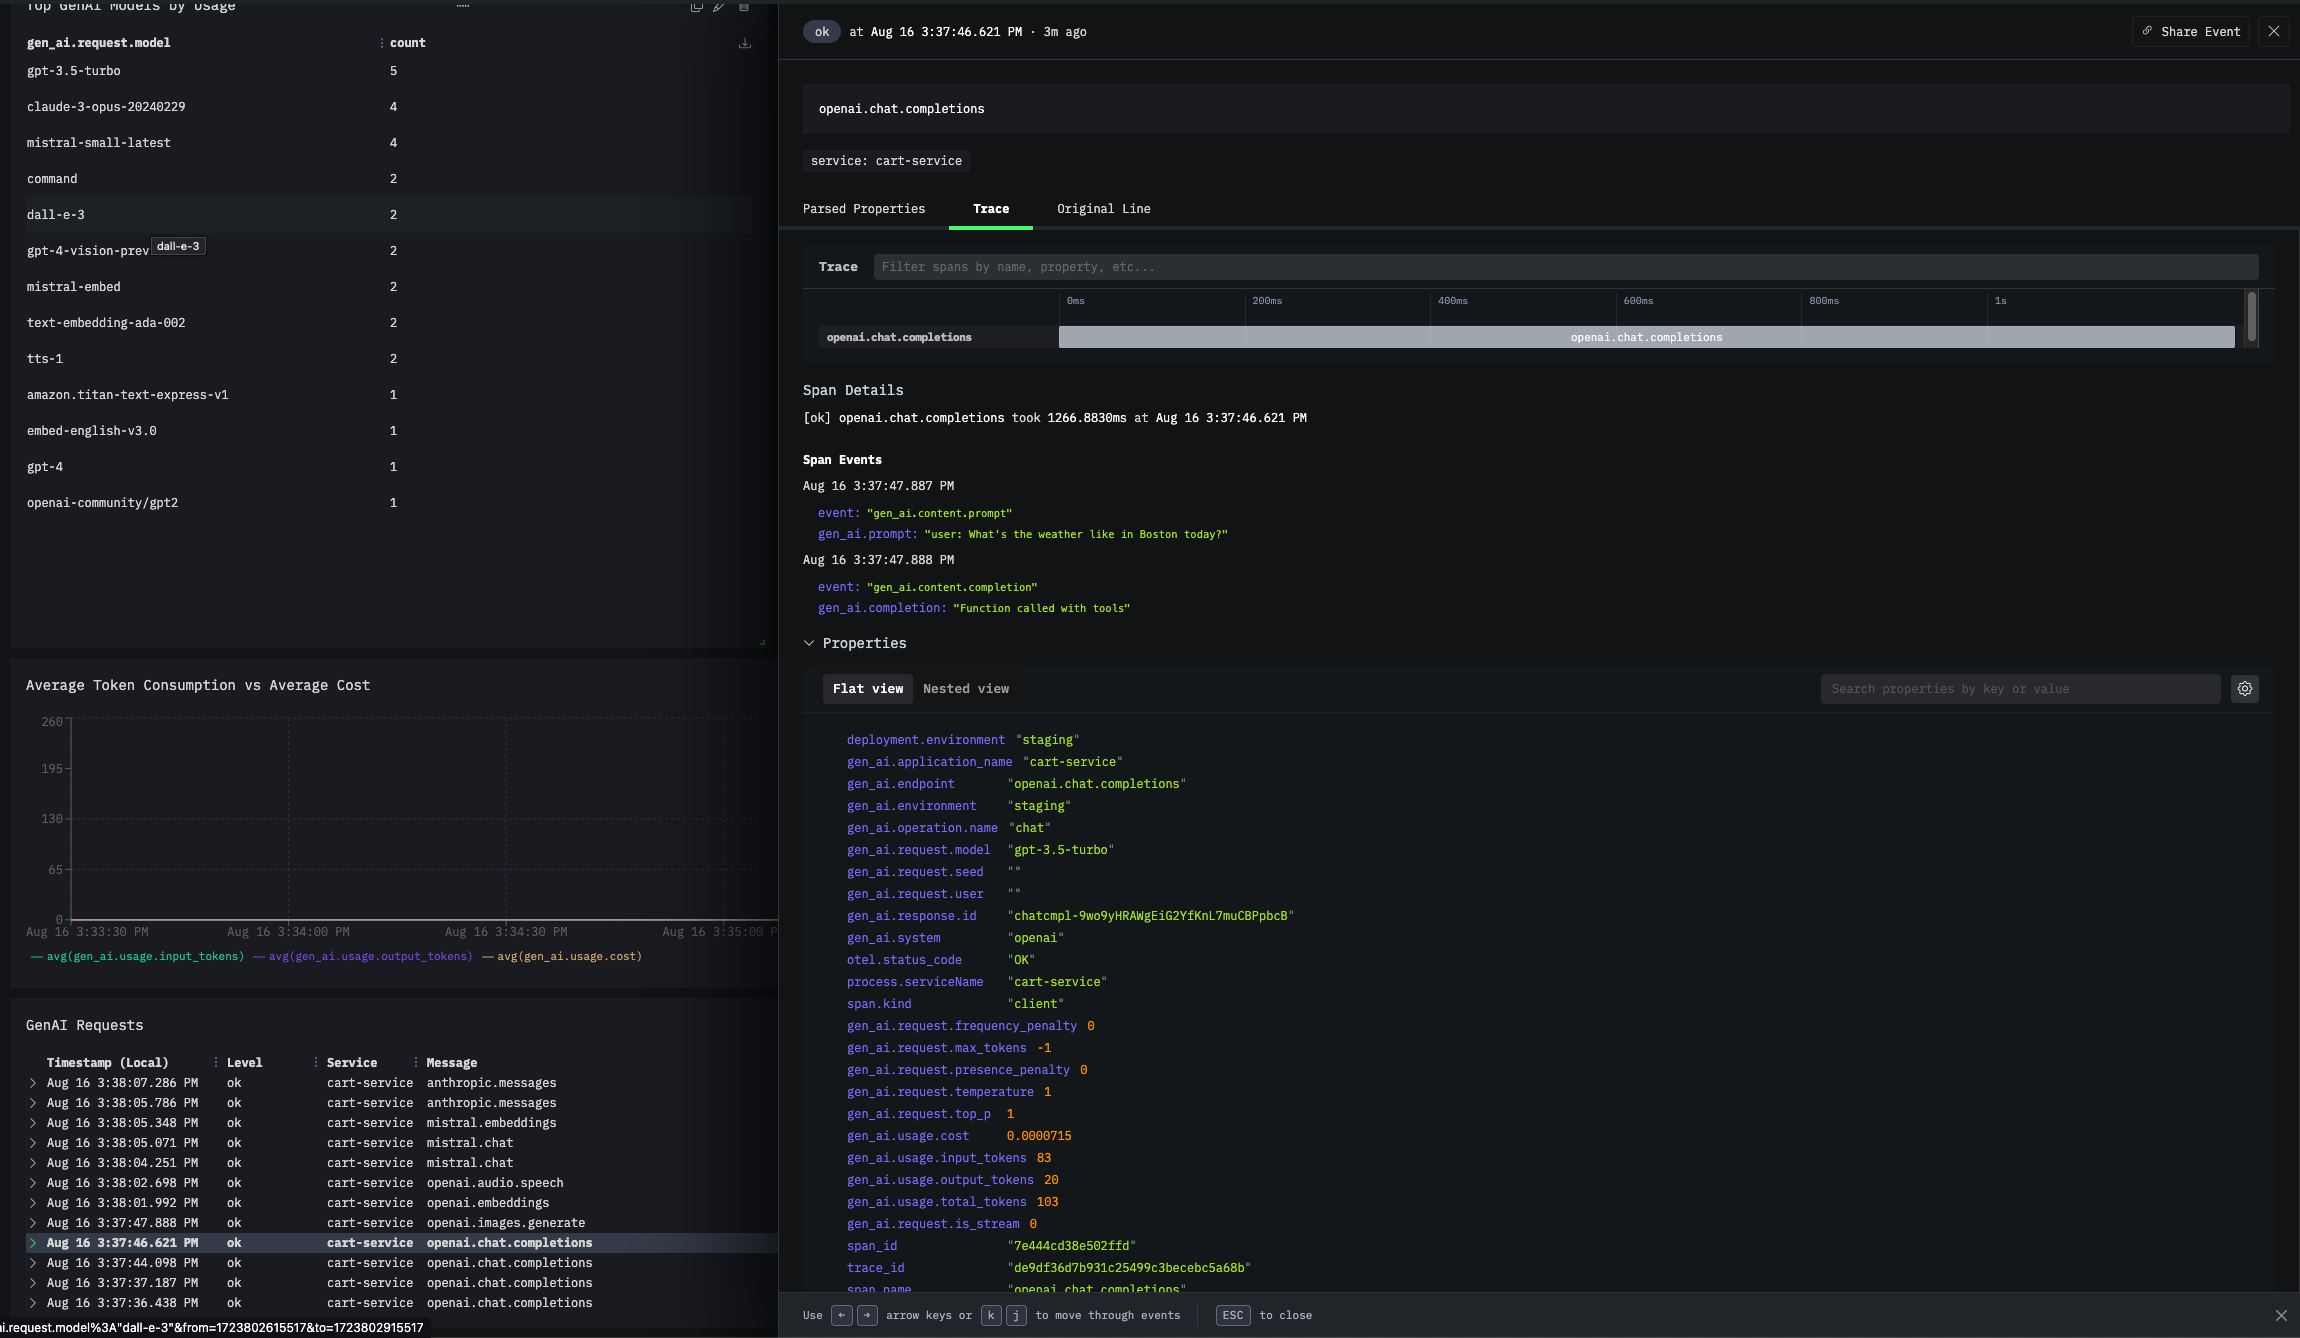 Top GenAI Models by Usage
gen_ai.request.model count
gpt-3.5-turbo 5
claude-3-opus-20240229 4
mistral-small-latest 4
command 2
dall-e-3 2
gpt-4-vision-prev 2
dall-e-3
mistral-embed 2
text-embedding-ada-002 2
tts-1 2
amazon.titan-text-express-v1 1
embed-english-v3.0 1
gpt-4 1
openai-community/gpt2 1
Average Token Consumption vs Average Cost
260
195
130
65
0
Aug 16 3:33:30 PM Aug 16 3:34:00 PM Aug 16 3:34:30 PM Aug 16 3:35:00 P
avg(gen_ai.usage.input_tokens) avg(gen_ai.usage.output_tokens) avg(gen_ai.usage.cost)
GenAI Requests
Timestamp (Local) Level Service Message
Aug 16 3:38:07.286 PM ok cart-service anthropic.messages
Aug 16 3:38:05.786 PM ok cart-service anthropic.messages
Aug 16 3:38:05.348 PM ok cart-service mistral.embeddings
Aug 16 3:38:05.071 PM ok cart-service mistral.chat
Aug 16 3:38:04.251 PM ok cart-service mistral.chat
Aug 16 3:38:02.698 PM ok cart-service openai.audio.speech
Aug 16 3:38:01.992 PM ok cart-service openai.embeddings
Aug 16 3:37:47.888 PM ok cart-service openai.images.generate
Aug 16 3:37:46.621 PM ok cart-service openai.chat.completions
Aug 16 3:37:44.098 PM ok cart-service openai.chat.completions
Aug 16 3:37:37.187 PM ok cart-service openai.chat.completions
Aug 16 3:37:36.438 PM ok cart-service openai.chat.completions
ai.request.model%3A"dall-e-3"&from=1723802615517&to=1723802915517
ok at Aug 16 3:37:46.621 PM · 3m ago Share Event
openai.chat.completions
service: cart-service
Parsed Properties Trace Original Line
Trace Filter spans by name, property, etc...
0ms 200ms 400ms 600ms 800ms 1s
openai.chat.completions openai.chat.completions
Span Details
[ok] openai.chat.completions took 1266.8830ms at Aug 16 3:37:46.621 PM
Span Events
Aug 16 3:37:47.887 PM
event: "gen_ai.content.prompt"
gen_ai.prompt: "user: What's the weather like in Boston today?"
Aug 16 3:37:47.888 PM
event: "gen_ai.content.completion"
gen_ai.completion: "Function called with tools"
Properties
Flat view Nested view Search properties by key or value
deployment.environment "staging"
gen_ai.application_name "cart-service"
gen_ai.endpoint "openai.chat.completions"
gen_ai.environment "staging"
gen_ai.operation.name "chat"
gen_ai.request.model "gpt-3.5-turbo"
gen_ai.request.seed ""
gen_ai.request.user ""
gen_ai.response.id "chatcmpl-9wo9yHRAWgEiG2YfKnL7muCBPpbcB"
gen_ai.system "openai"
otel.status_code "OK"
process.serviceName "cart-service"
span.kind "client"
gen_ai.request.frequency_penalty 0
gen_ai.request.max_tokens -1
gen_ai.request.presence_penalty 0
gen_ai.request.temperature 1
gen_ai.request.top_p 1
gen_ai.usage.cost 0.0000715
gen_ai.usage.input_tokens 83
gen_ai.usage.output_tokens 20
gen_ai.usage.total_tokens 103
gen_ai.request.is_stream 0
span_id "7e444cd38e502ffd"
trace_id "de9df36d7b931c25499c3becebc5a68b"
span_name "openai.chat.completions"
Use ← → arrow keys or k j to move through events ESC to close